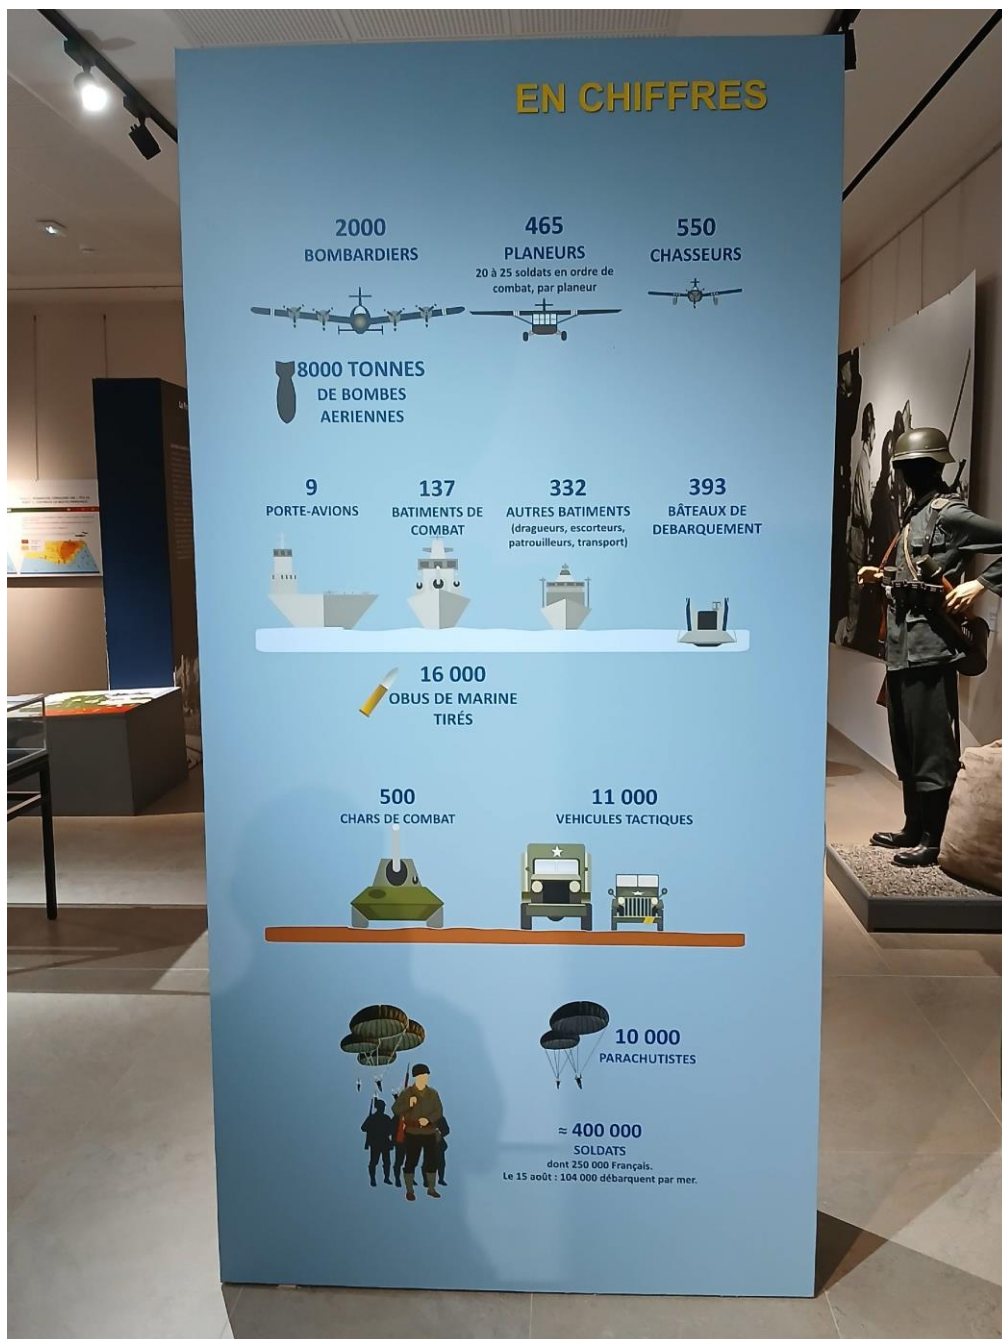 EN CHIFFRES
2000
BOMBARDIERS
465
PLANEURS
20 à 25 soldats en ordre de
combat, par planeur
550
CHASSEURS
8000 TONNES
DE BOMBES
AERIENNES
9
PORTE-AVIONS
137
BATIMENTS DE
COMBAT
332
AUTRES BATIMENTS
(dragueurs, escorteurs,
patrouilleurs, transport)
393
BÂTEAUX DE
DEBARQUEMENT
16 000
OBUS DE MARINE
TIRÉS
500
CHARS DE COMBAT
11 000
VEHICULES TACTIQUES
10 000
PARACHUTISTES
≈ 400 000
SOLDATS
dont 250 000 Français.
Le 15 août : 104 000 débarquent par mer.